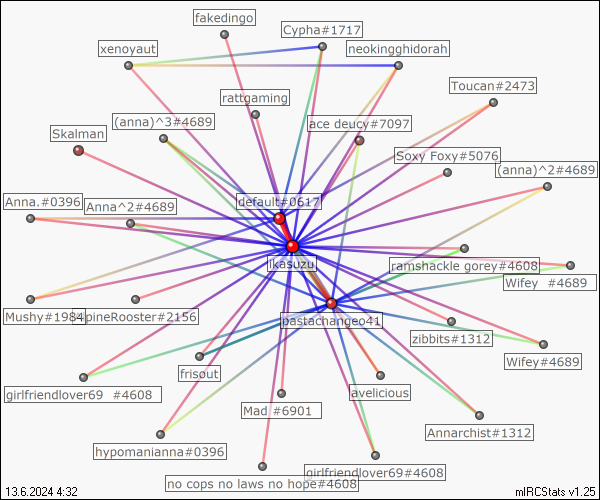 fakedingo
Cypha#1717
xenoyaut
neokingghidorah
Toucan#2473
rattgaming
(anna)^3#4689
ace deucy#7097
Skalman
Soxy Foxy#5076
(anna)^2#4689
default#0617
Anna.#0396
Anna^2#4689
ikasuzu
ramshackle gorey#4608
Wifey #4689
Mushy#1984
pineRooster#2156
pastachangeo41
zibbits#1312
Wifey#4689
frisout
girlfriendlover69 #4608
avelicious
Mad #6901
Annarchist#1312
hypomanianna#0396
girlfriendlover69#4608
no cops no laws no hope#4608
13.6.2024 4:32
mIRCStats v1.25